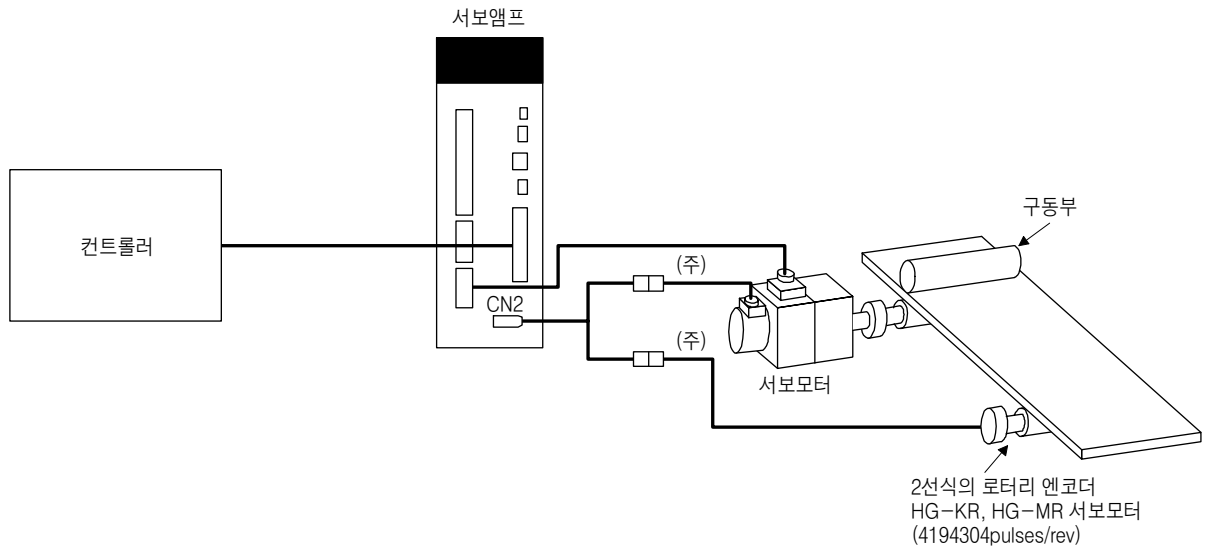 서보앰프
컨트롤러
CN2
(주)
(주)
서보모터
구동부
2선식의 로터리 엔코더
HG-KR, HG-MR 서보모터
(4194304pulses/rev)